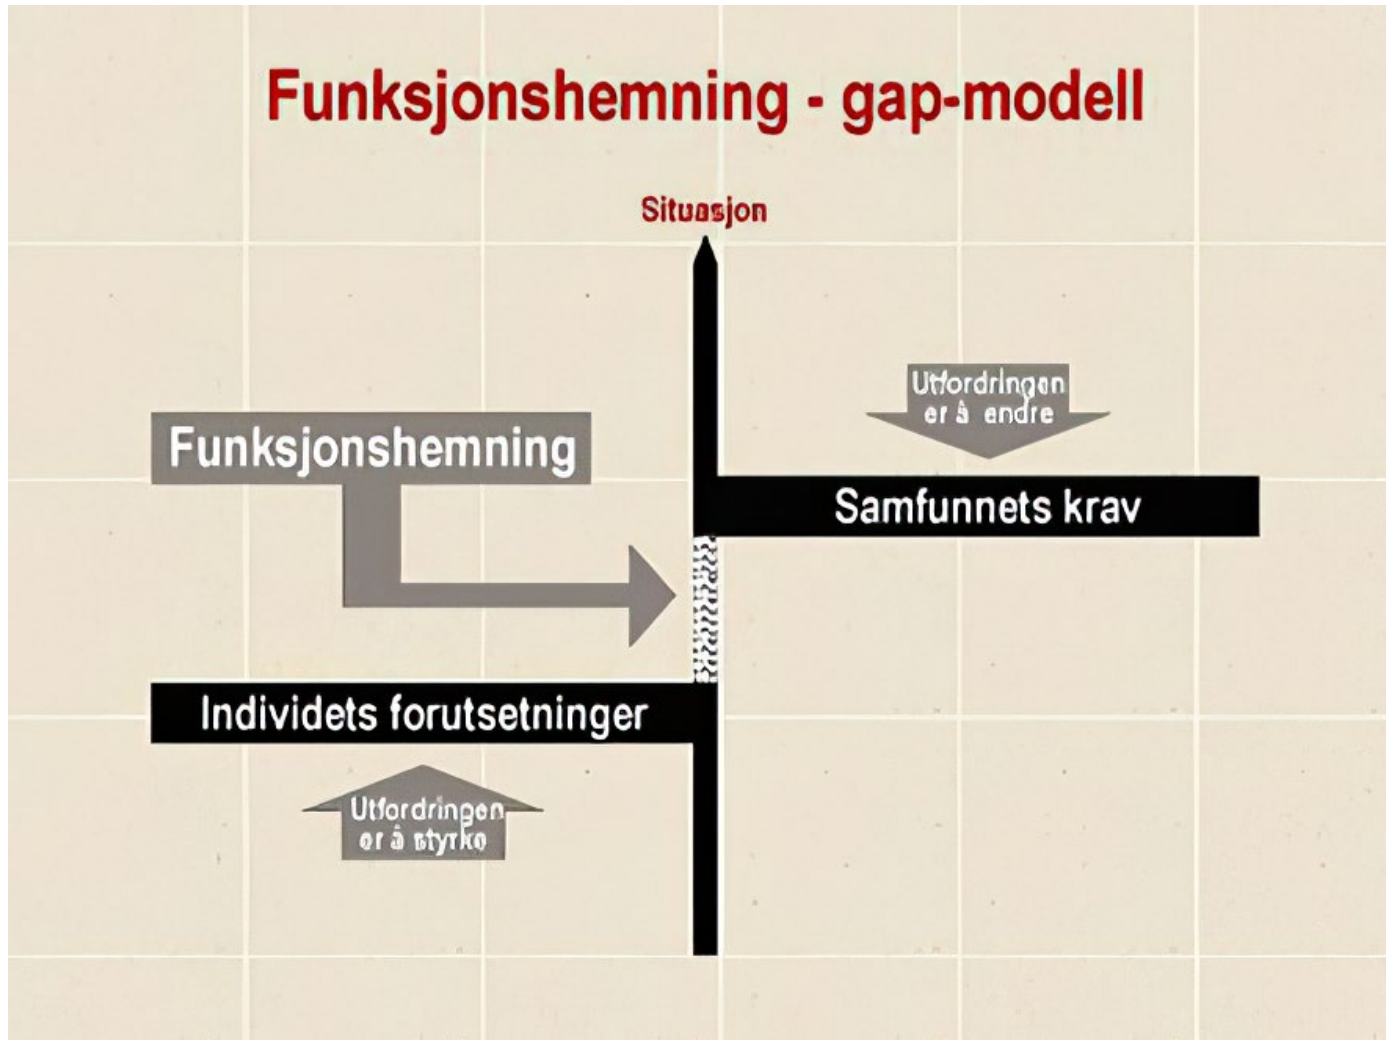 Funksjonshemning - gap-modell
Situasjon
Utfordringen
er å endre
Funksjonshemning
Samfunnets krav
Individets forutsetninger
Utfordringen
er å styrke